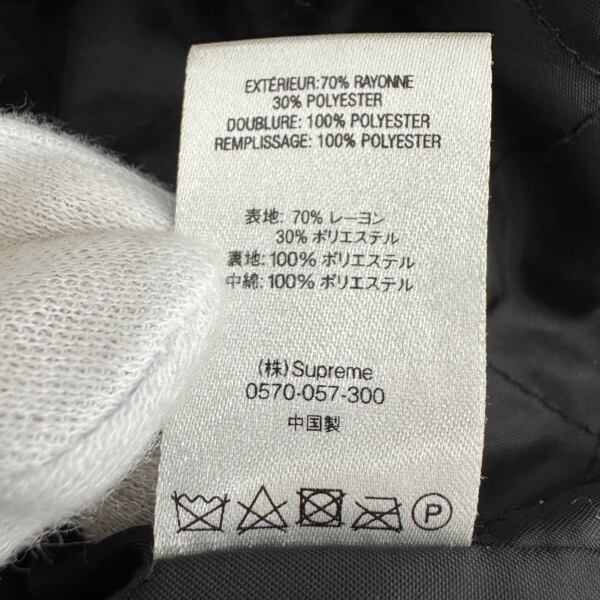 EXTÉRIEUR:70% RAYONNE
30% POLYESTER
DOUBLURE: 100% POLYESTER
REMPLISSAGE: 100% POLYESTER
表地: 70% レーヨン
30% ポリエステル
裏地: 100% ポリエステル
中綿: 100% ポリエステル
(株) Supreme
0570-057-300
中国製
P